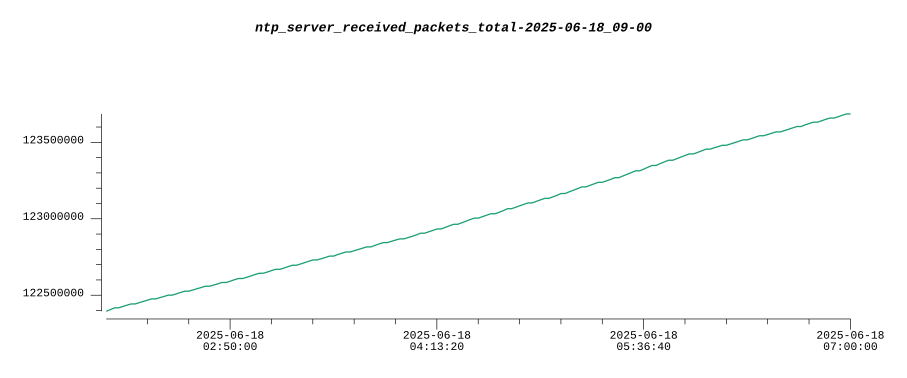 ntp_server_received_packets_total-2025-06-18_09-00
123500000
123000000
122500000
2025-06-18 2025-06-18 2025-06-18 2025-06-18
02:50:00 04:13:20 05:36:40 07:00:00